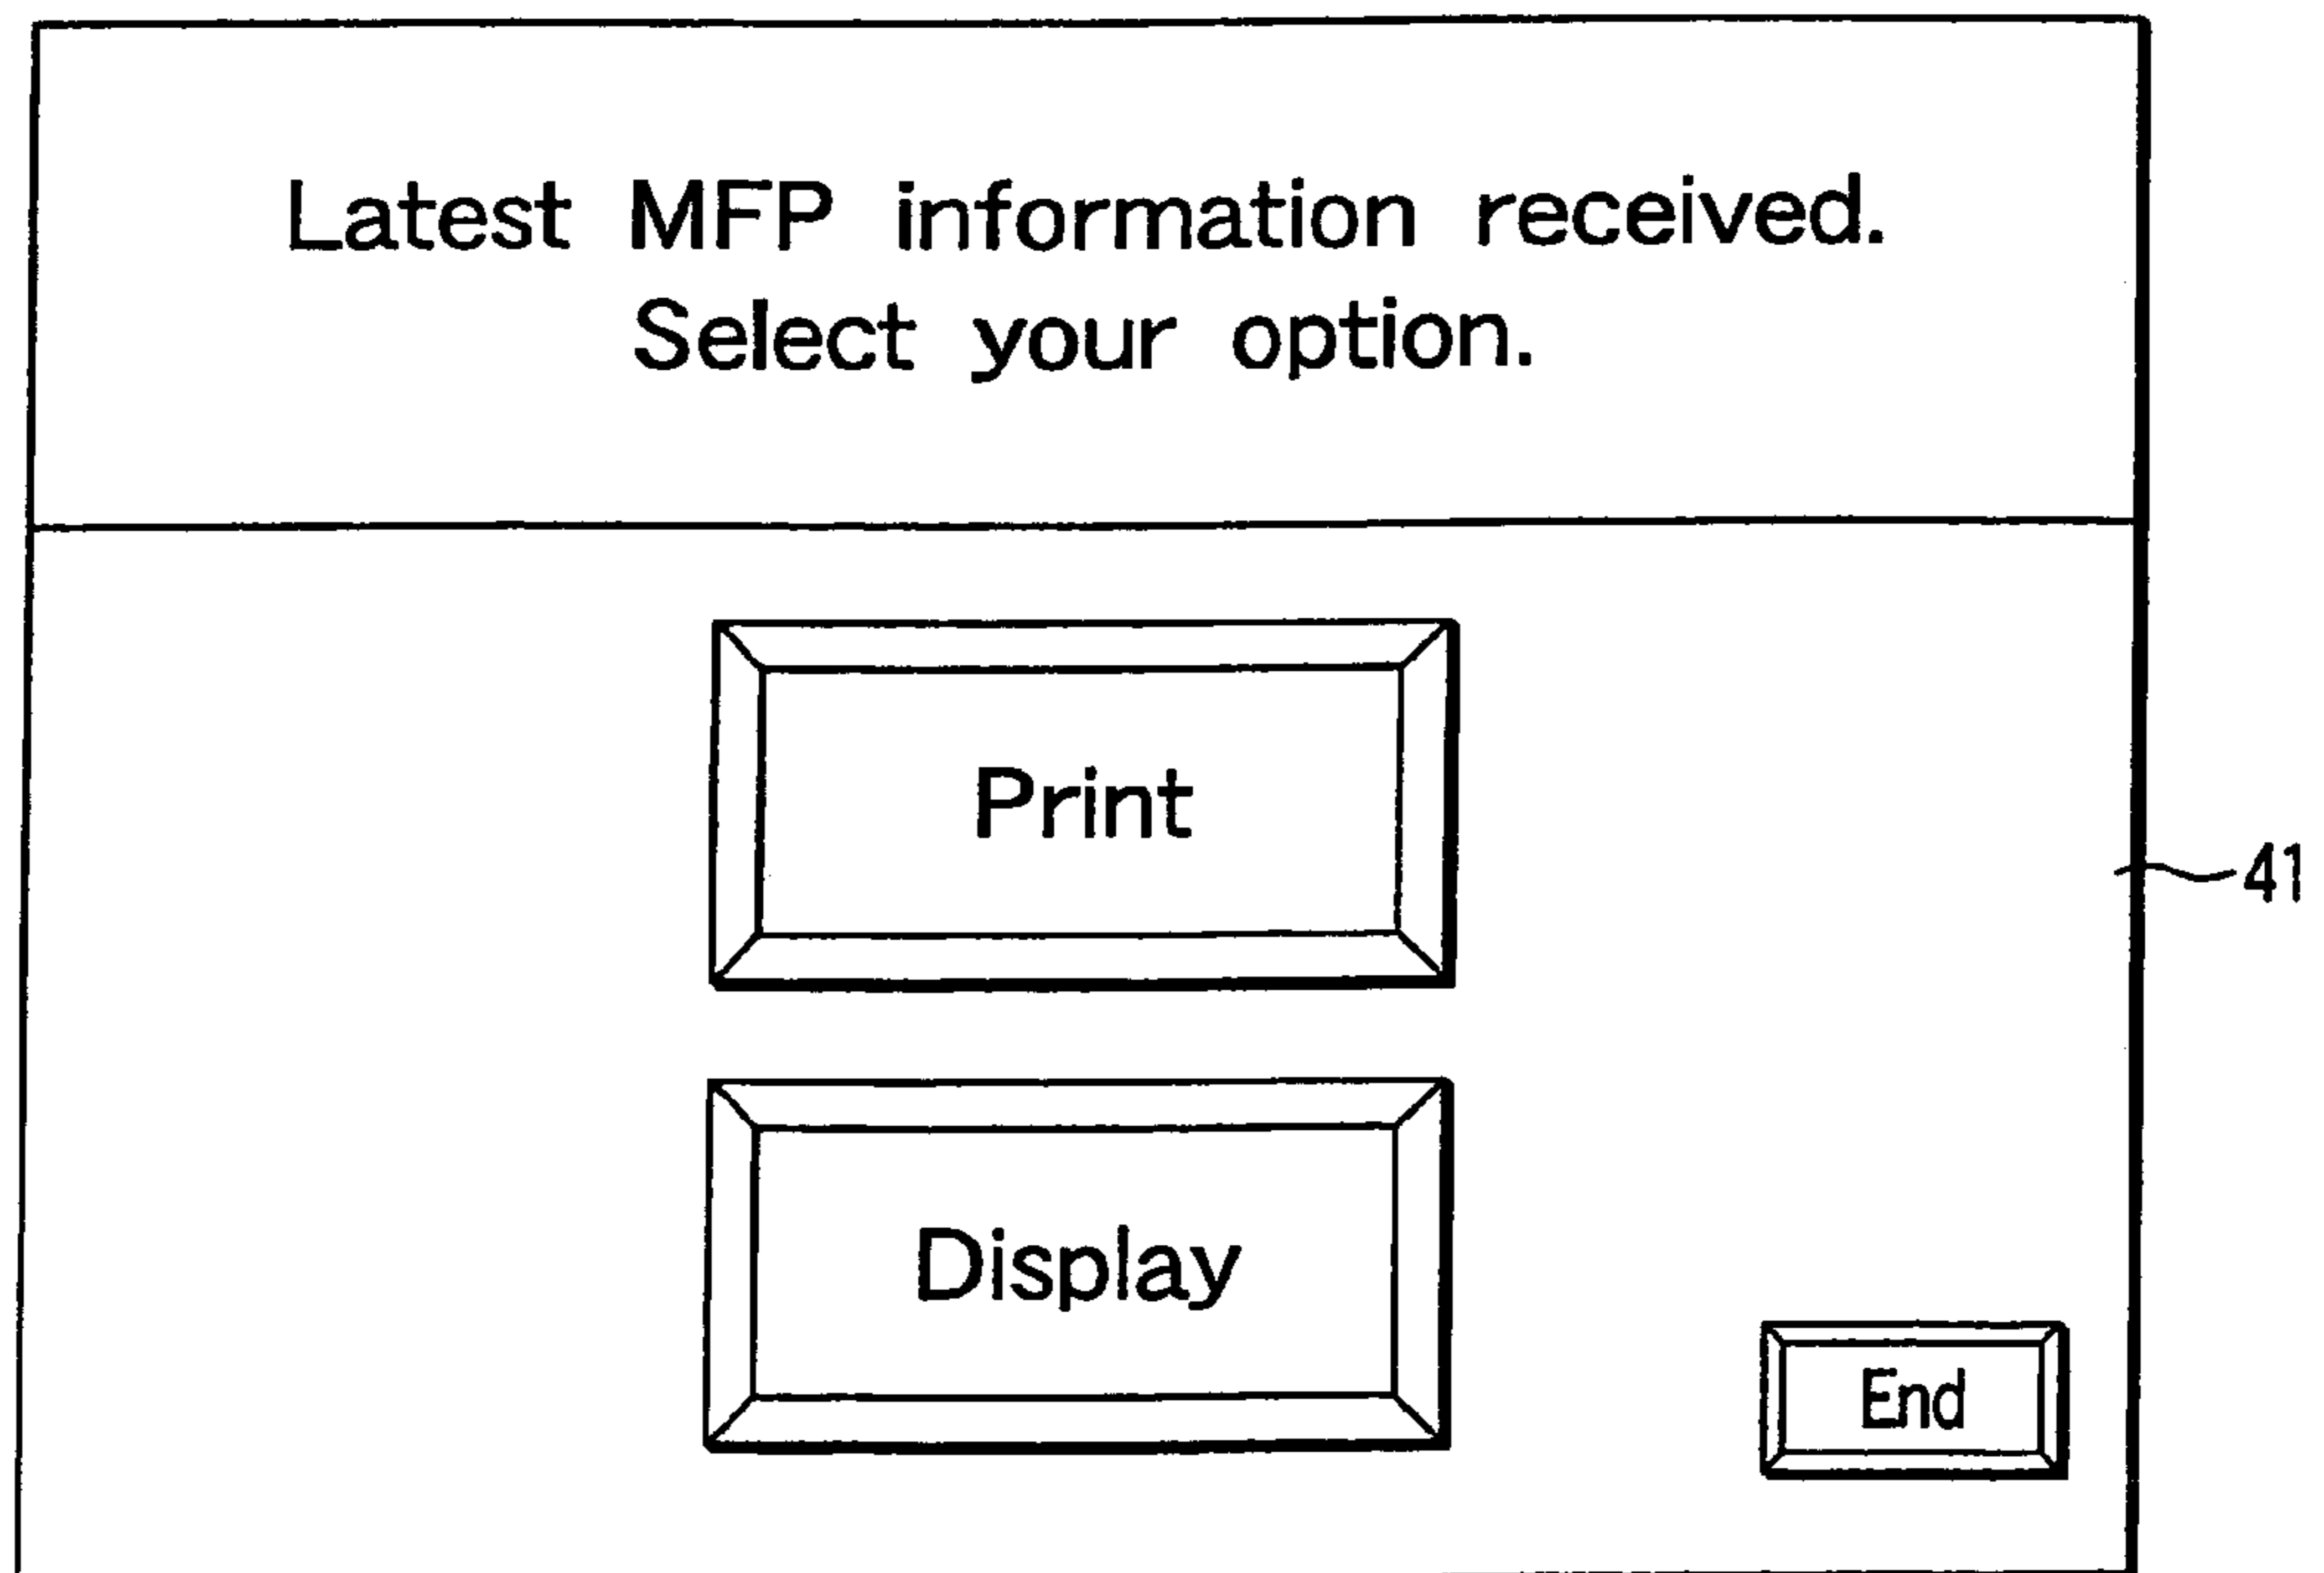 Latest MFP information received.
Select your option.
Print
41
Display
End